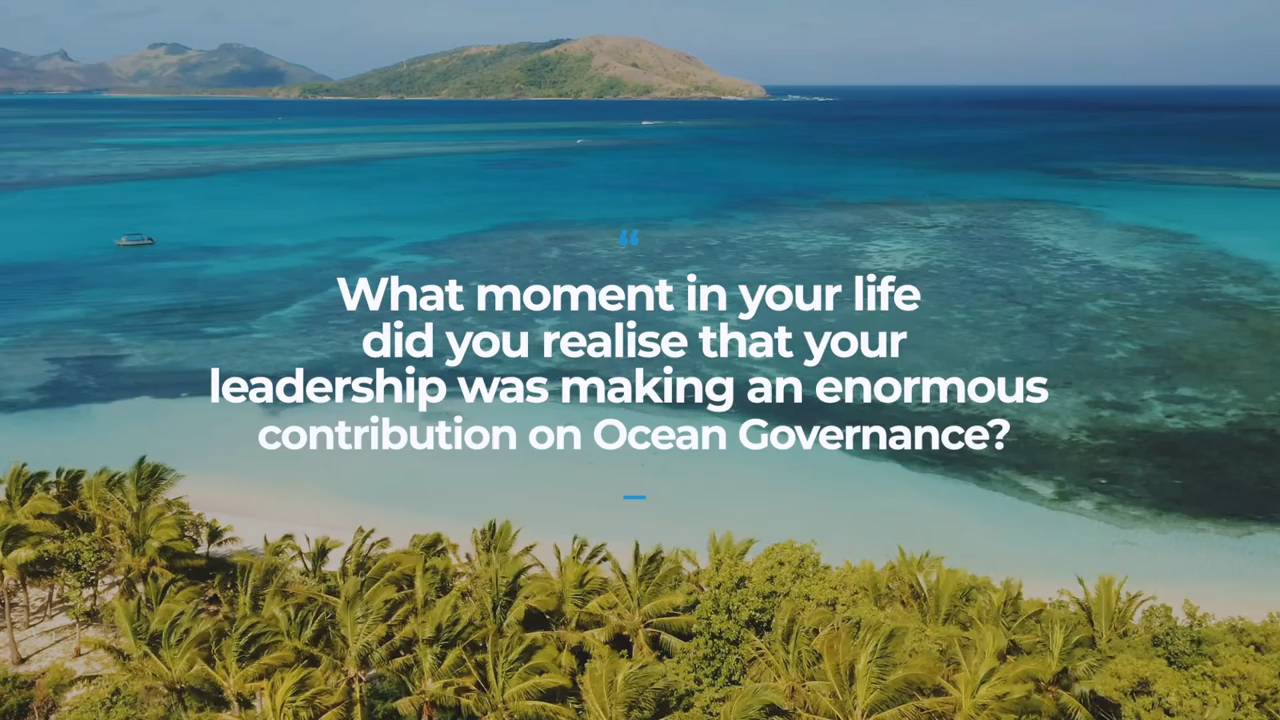 “
What moment in your life
did you realise that your
leadership was making an enormous
contribution on Ocean Governance?